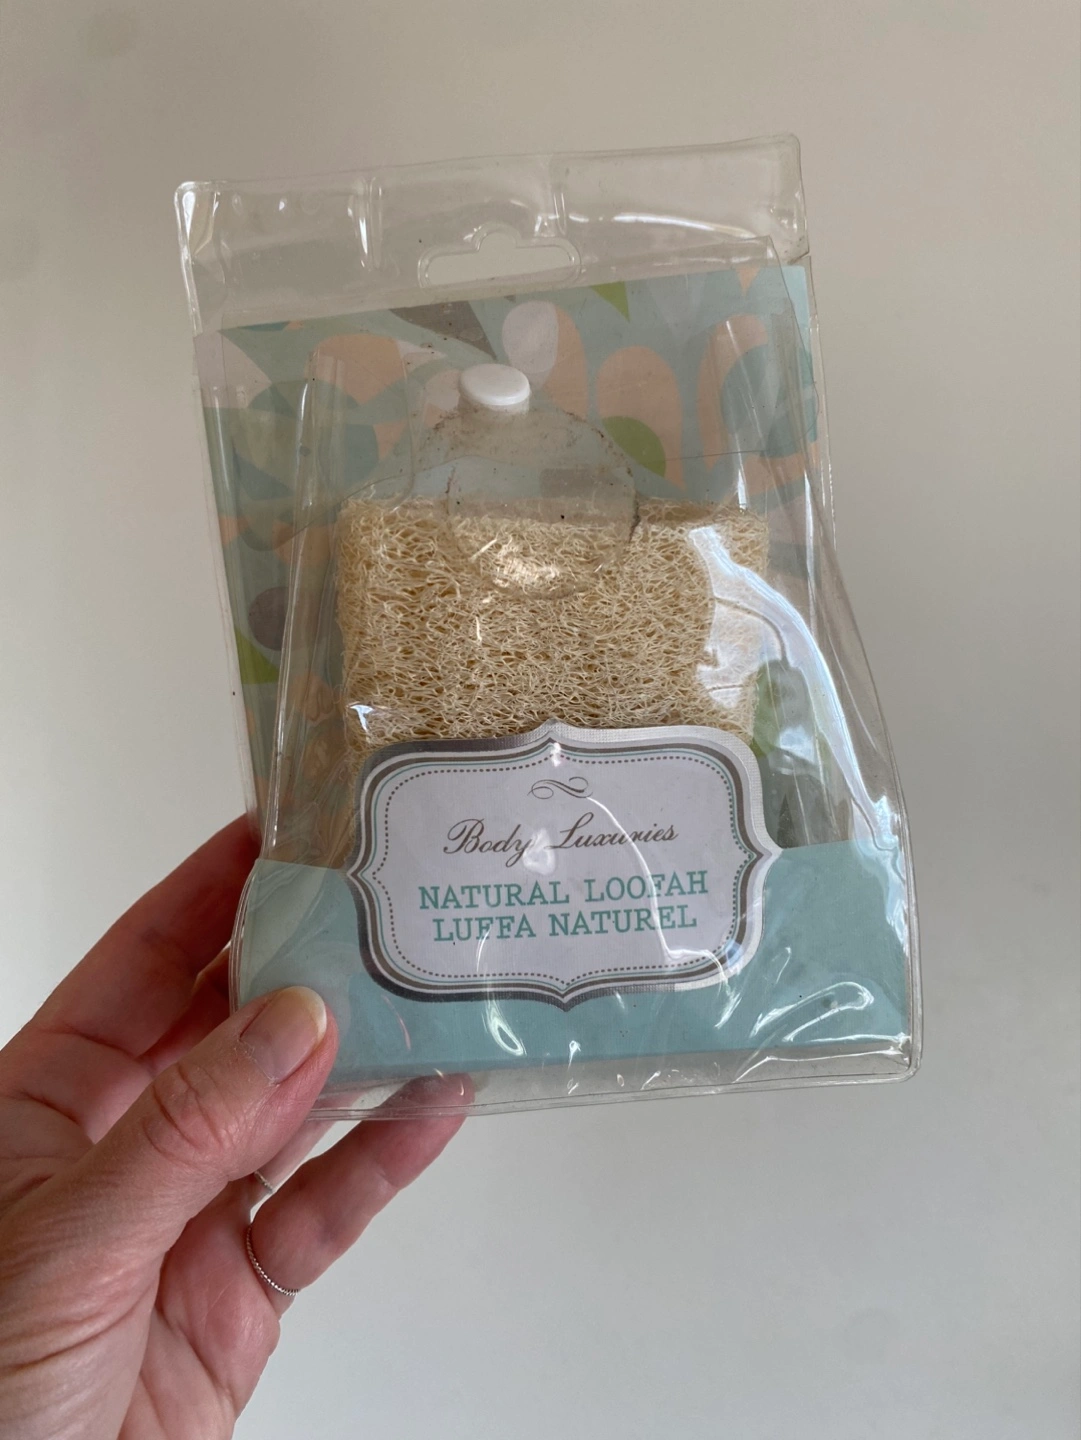 Body Luxuries
NATURAL LOOFAH
LUFFA NATUREL